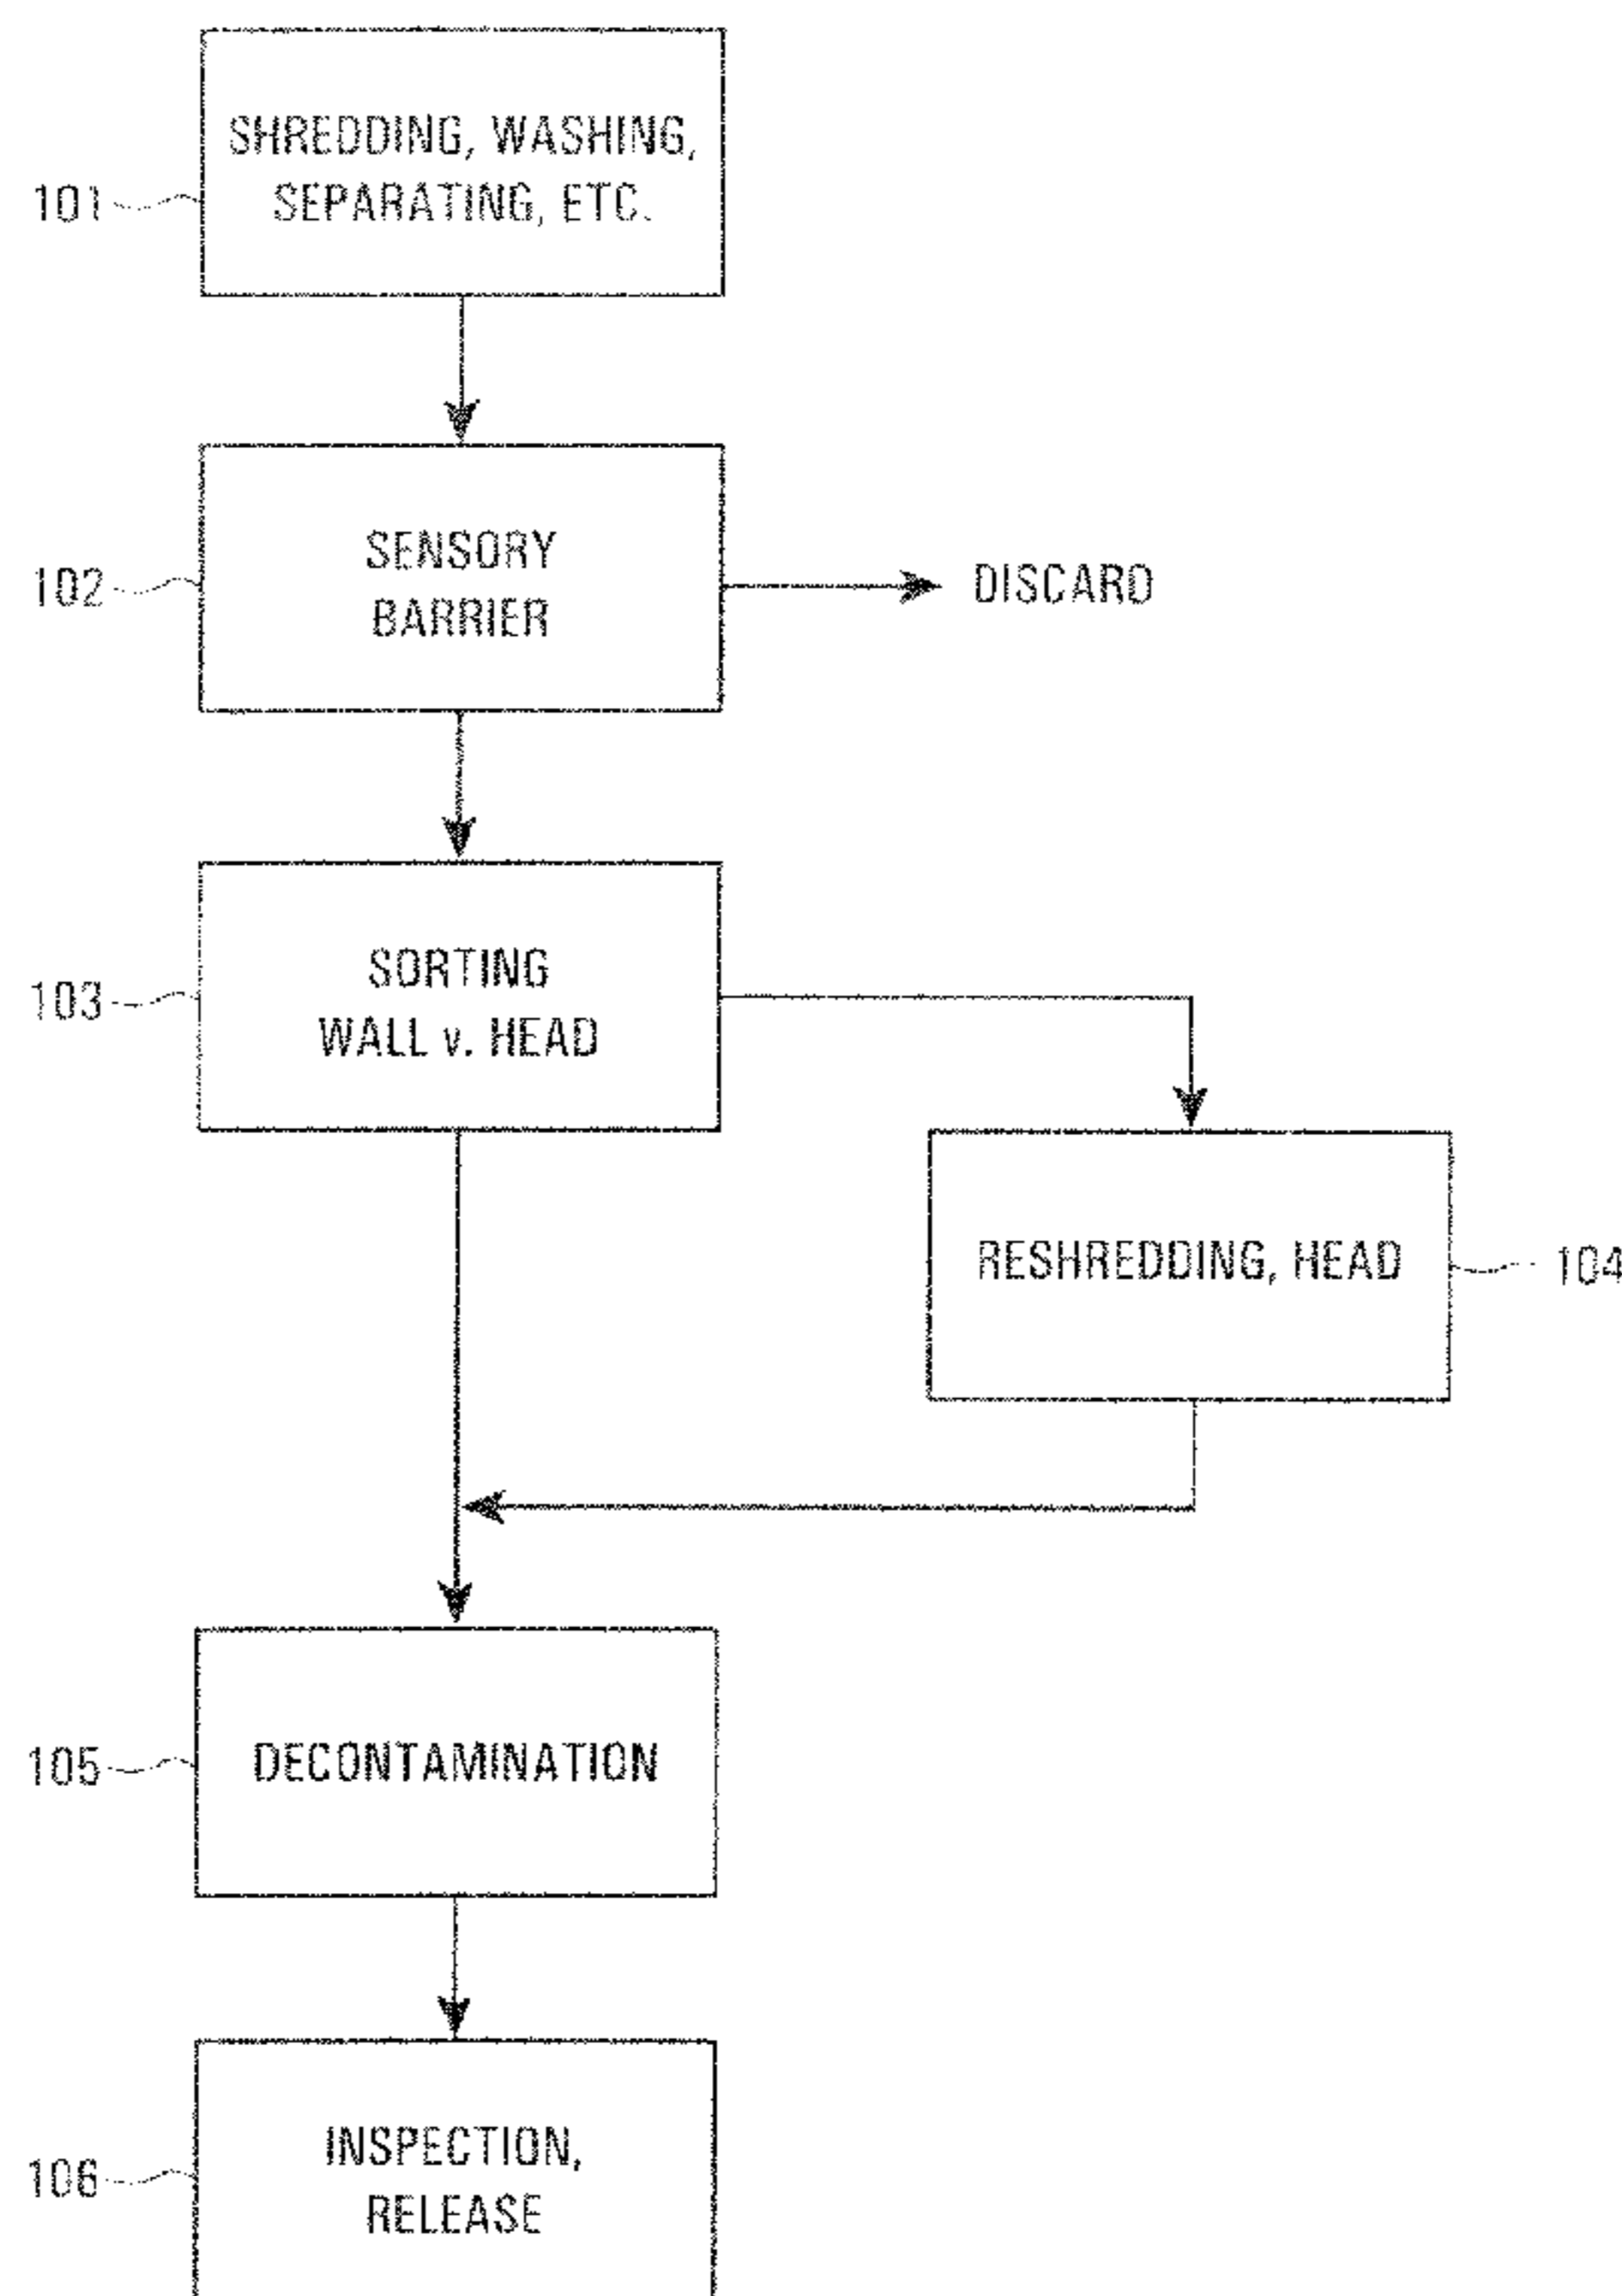 SHREDDING, WASHING,
SEPARATING, ETC.
101
SENSORY
BARRIER
102
DISCARD
SORTING
WALL v. HEAD
103
RESHREDDING, HEAD
104
DECONTAMINATION
105
INSPECTION,
RELEASE
106